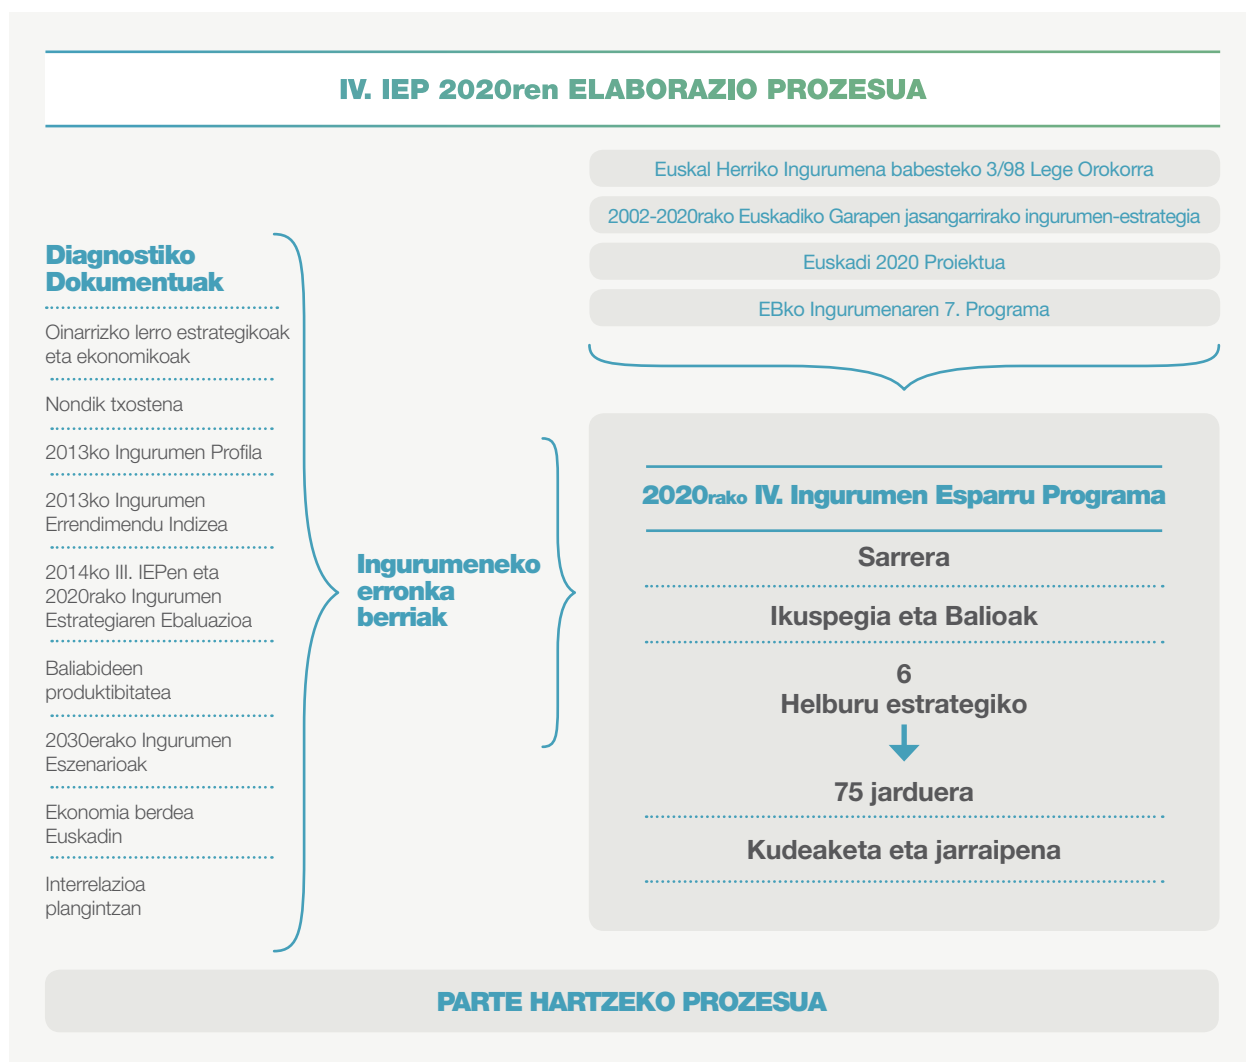 IV. IEP 2020ren ELABORAZIO PROZESUA
Euskal Herriko Ingurumena babesteko 3/98 Lege Orokorra
2002-2020rako Euskadiko Garapen jasangarrirako ingurumen-estrategia
Euskadi 2020 Proiektua
EBko Ingurumenaren 7. Programa
Diagnostiko
Dokumentuak
Oinarrizko lerro estrategikoak
eta ekonomikoak
Nondik txostena
2013ko Ingurumen Profila
2013ko Ingurumen
Errendimendu Indizea
2014ko III. IEPen eta
2020rako Ingurumen
Estrategiaren Ebaluazioa
Baliabideen
produktibitatea
2030erako Ingurumen
Eszenarioak
Ekonomia berdea
Euskadin
Interrelazioa
plangintzan
Ingurumeneko
erronka
berriak
2020rako IV. Ingurumen Esparru Programa
Sarrera
Ikuspegia eta Balioak
6
Helburu estrategiko
75 jarduera
Kudeaketa eta jarraipena
PARTE HARTZEKO PROZESUA